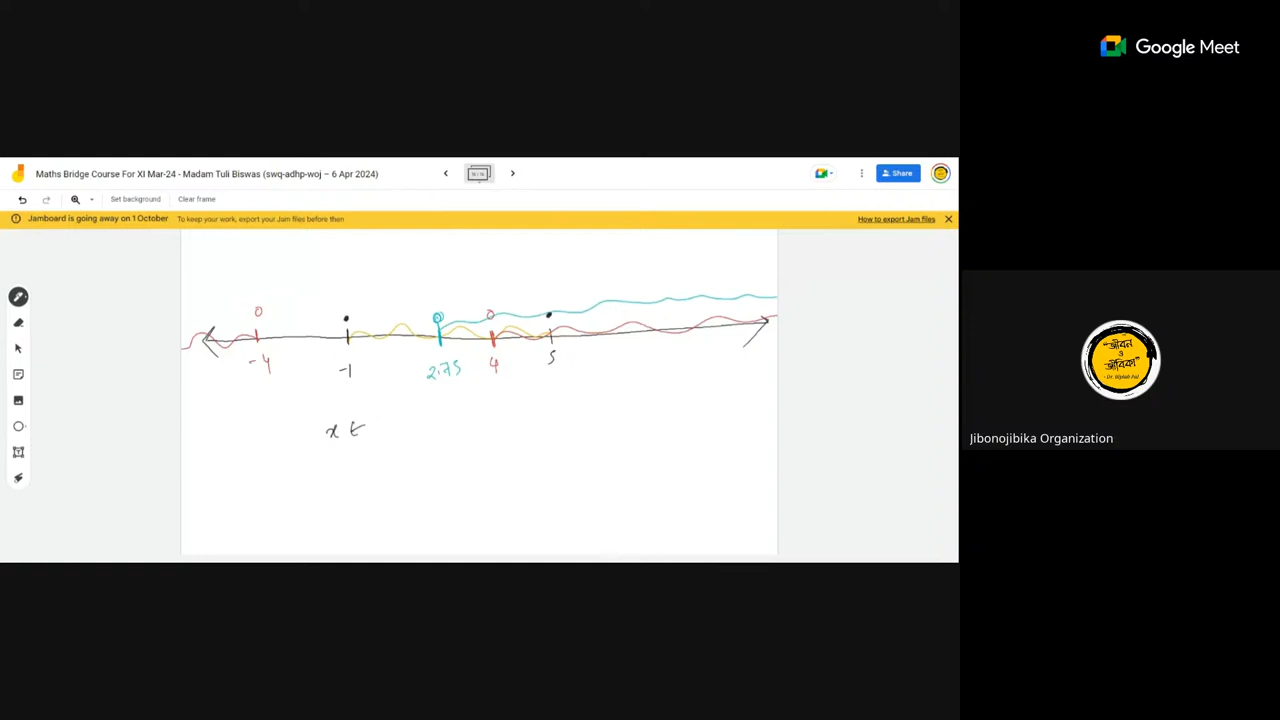 Google Meet
Maths Bridge Course For XI Mar-24 - Madam Tuli Biswas (swq-adhp-woj – 6 Apr 2024)
Share
Set background
Clear frame
Jamboard is going away on 1 October
To keep your work, export your Jam files before then
How to export Jam files
-4
-1
2.75
4
5
x ∈
"জীবন
ও
জীবিকা"
Jibonojibika Organization